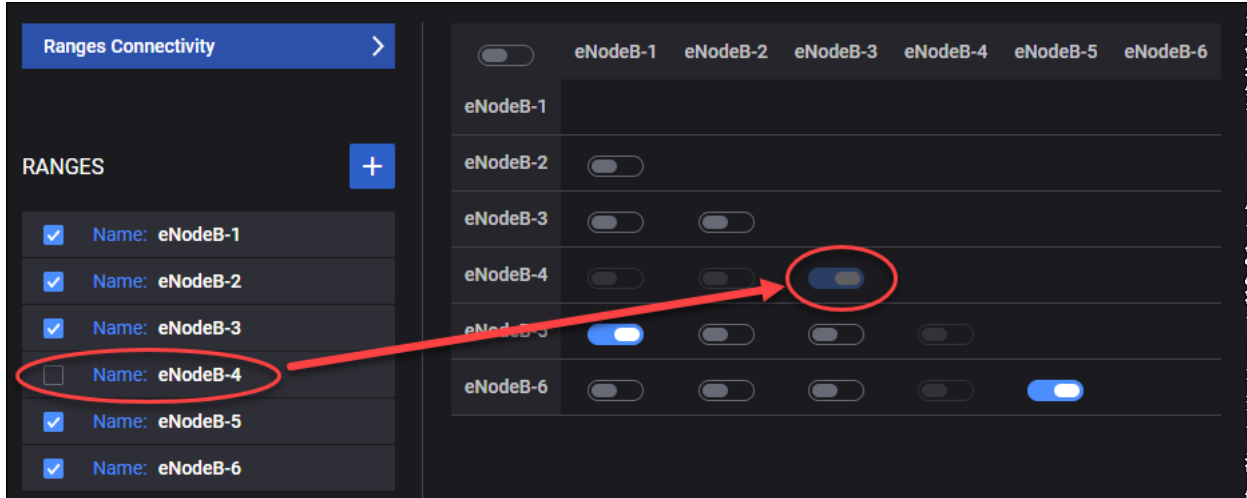 Ranges Connectivity
RANGES
Name: eNodeB-1
Name: eNodeB-2
Name: eNodeB-3
Name: eNodeB-4
Name: eNodeB-5
Name: eNodeB-6
eNodeB-1 eNodeB-2 eNodeB-3 eNodeB-4 eNodeB-5 eNodeB-6
eNodeB-1
eNodeB-2
eNodeB-3
eNodeB-4
eNodeB-5
eNodeB-6